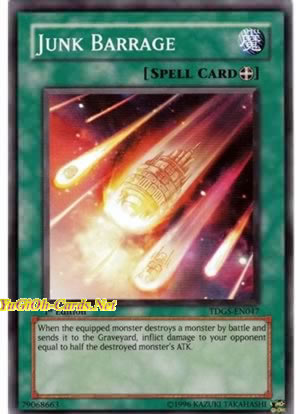 JUNK BARRAGE
[SPELL CARD]
TDGS-EN047
YuGiOh-Cards.Net
Edition
When the equipped monster destroys a monster by battle and
sends it to the Graveyard, inflict damage to your opponent
equal to half the destroyed monster's ATK.
79068663
©1996 KAZUKI TAKAHASHI